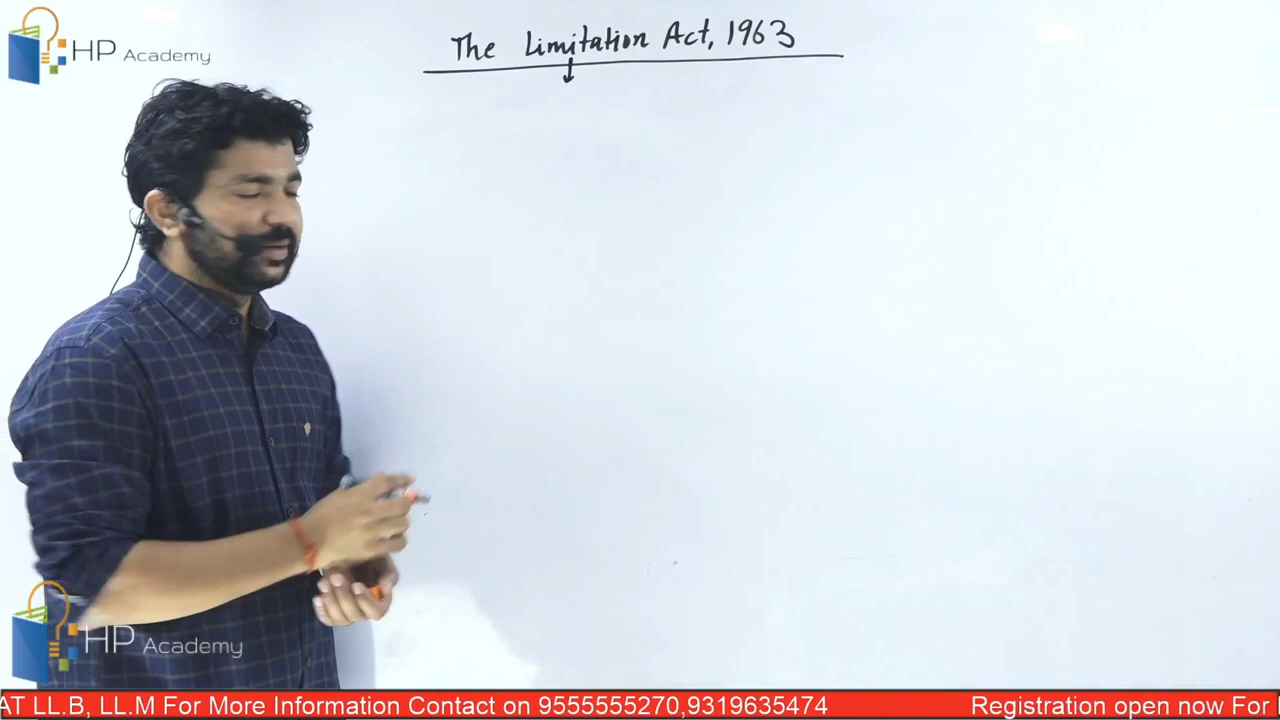 HP Academy
The Limitation Act, 1963
HP Academy
AT LL.B, LL.M For More Information Contact on 9555555270,9319635474 Registration open now For